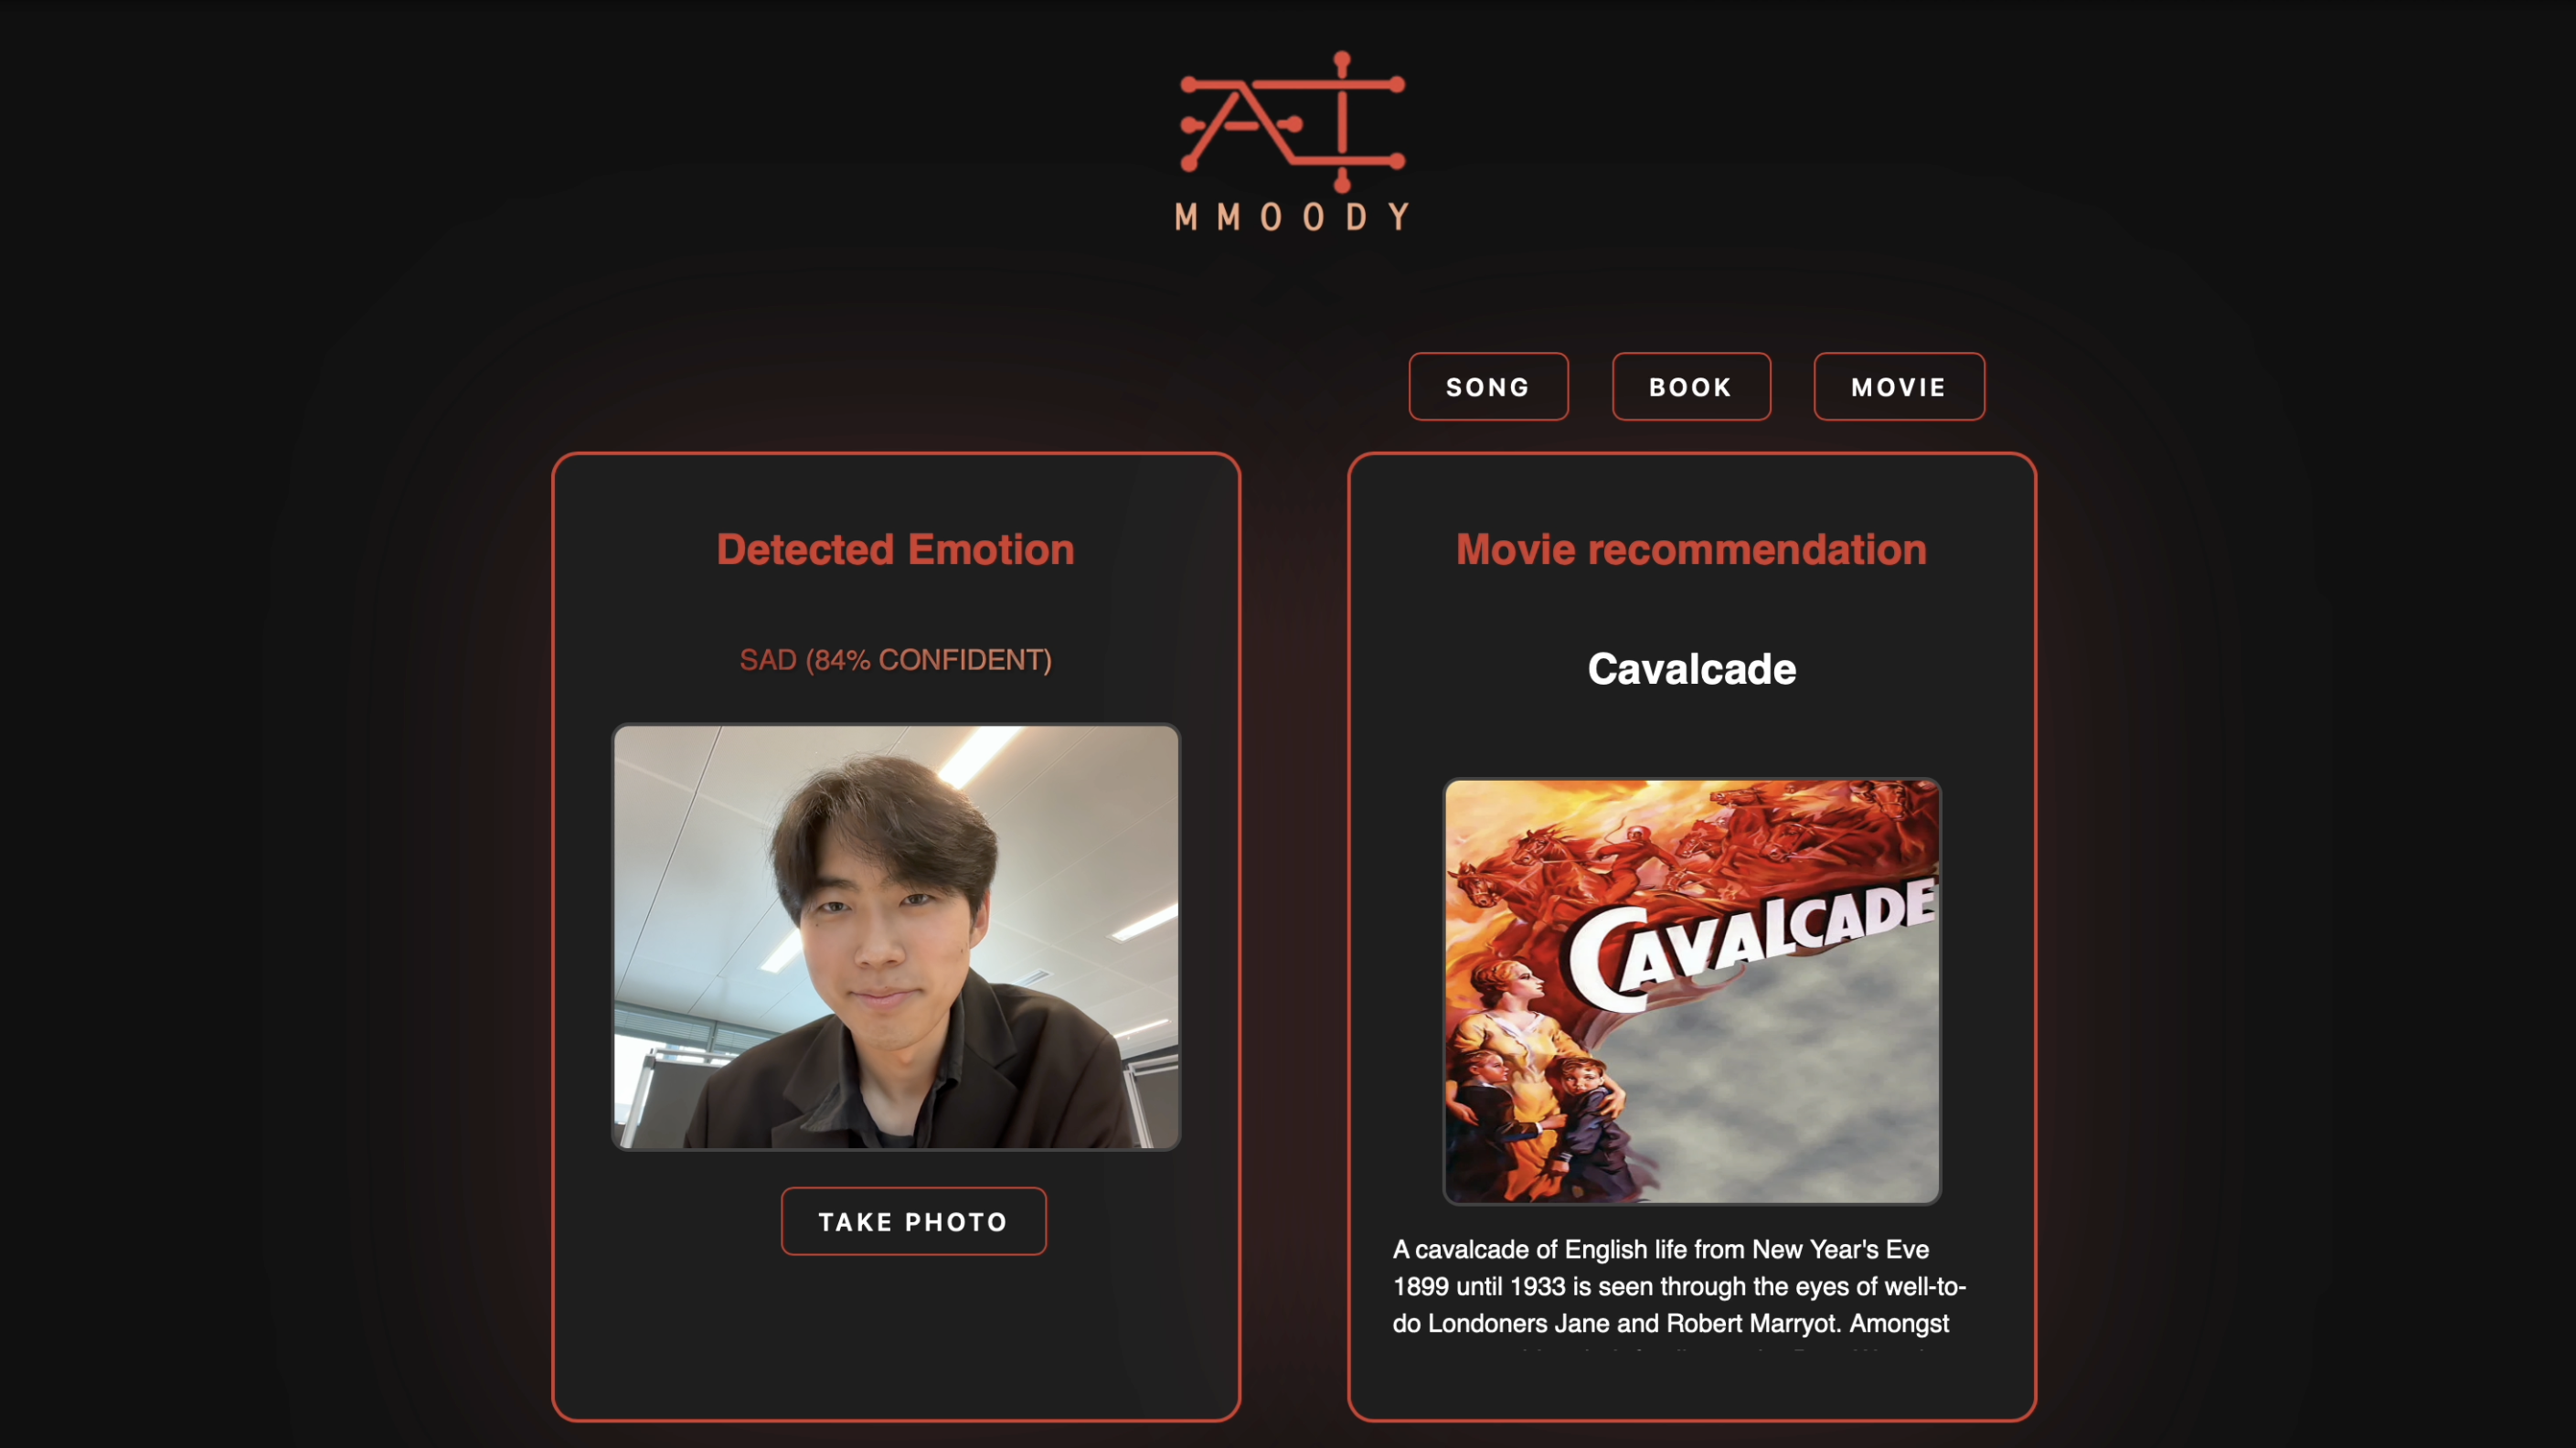 AI
MMOODY
SONG
BOOK
MOVIE
Detected Emotion
SAD (84% CONFIDENT)
TAKE PHOTO
Movie recommendation
Cavalcade
CAVALCADE
A cavalcade of English life from New Year's Eve
1899 until 1933 is seen through the eyes of well-to-
do Londoners Jane and Robert Marryot. Amongst